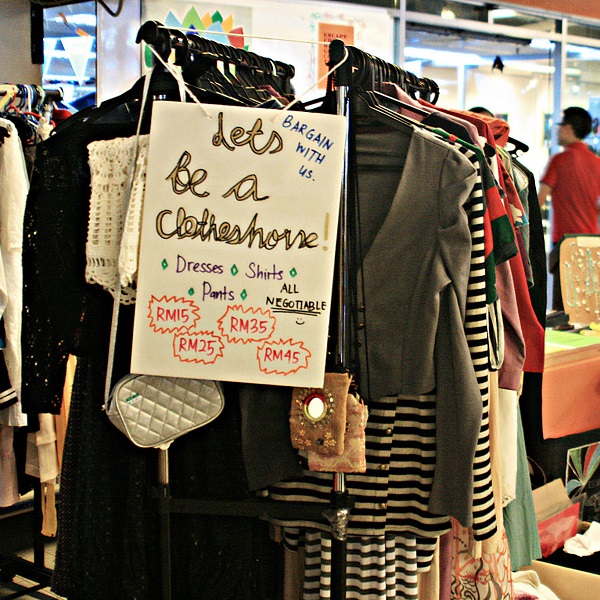 Lets
be a
Clotheshorse!
BARGAIN
WITH
US.
Dresses Shirts
Pants
ALL
NEGOTIABLE
RM15
RM35
RM25
RM45
ESCAPE